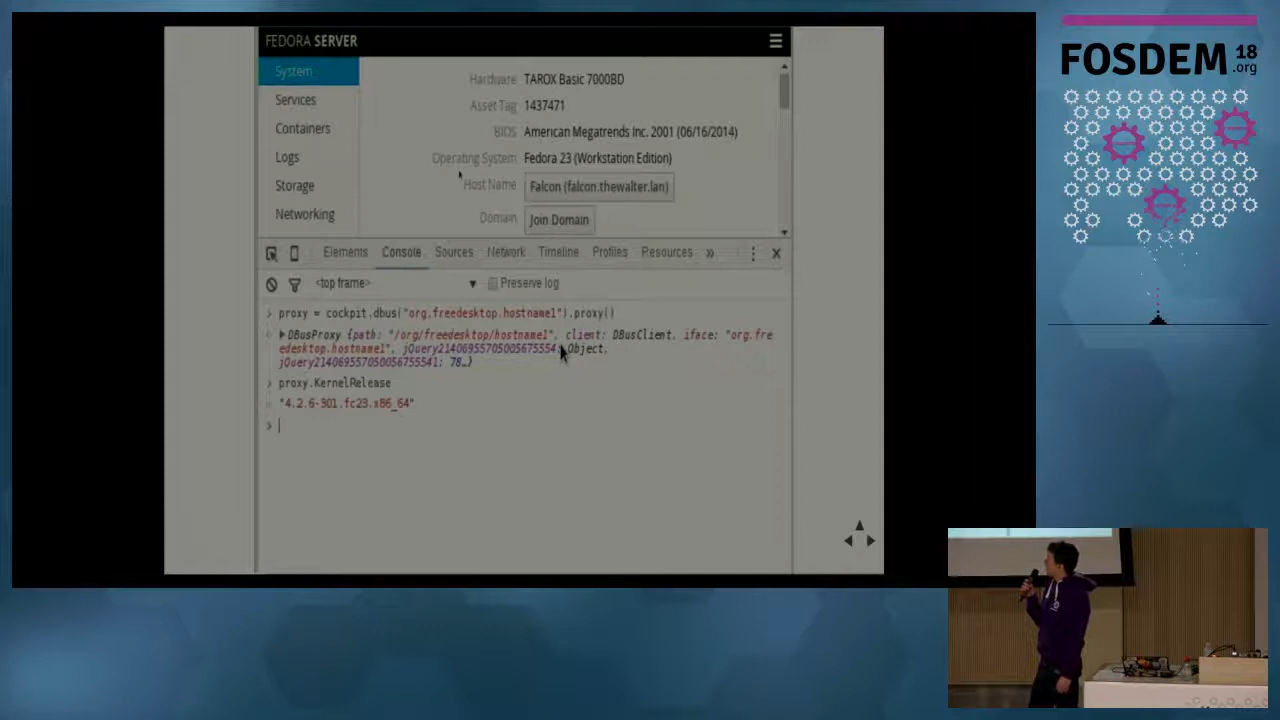 FEDORA SERVER
System
Services
Containers
Logs
Storage
Networking
Hardware TAROX Basic 7000BD
Asset Tag 1437471
BIOS American Megatrends Inc. 2001 (06/16/2014)
Operating System Fedora 23 (Workstation Edition)
Host Name Falcon (falcon.thewalter.lan)
Domain Join Domain
Elements Console Sources Network Timeline Profiles Resources »
<top frame> ▼ Preserve log
> proxy = cockpit.dbus("org.freedesktop.hostname1").proxy()
DBusProxy {path: "/org/freedesktop/hostname1", client: DBusClient, iface: "org.fre
edesktop.hostname1", jQuery21406955705005675554: Object,
jQuery214069557050056755541: 78…}
> proxy.KernelRelease
"4.2.6-301.fc23.x86_64"
>
FOSDEM 18
.org